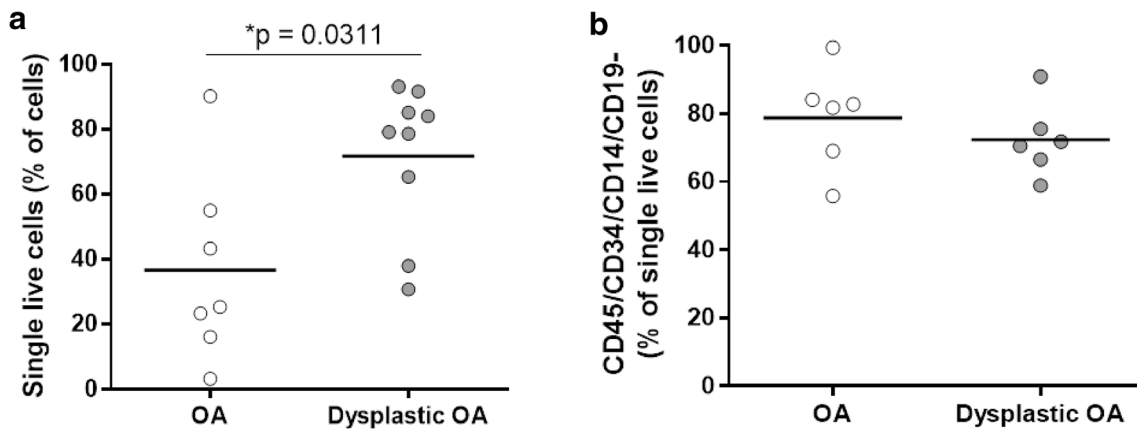 a
*p = 0.0311
Single live cells (% of cells)
100
80
60
40
20
0
OA
Dysplastic OA
b
CD45/CD34/CD14/CD19-
(% of single live cells)
100
80
60
40
20
0
OA
Dysplastic OA